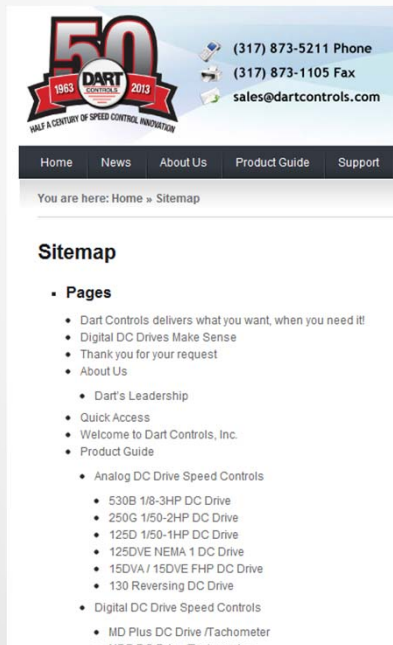 50
1963 DART CONTROLS 2013
HALF A CENTURY OF SPEED CONTROL INNOVATION
(317) 873-5211 Phone
(317) 873-1105 Fax
sales@dartcontrols.com
Home News About Us Product Guide Support
You are here: Home » Sitemap
Sitemap
Pages
Dart Controls delivers what you want, when you need it!
Digital DC Drives Make Sense
Thank you for your request
About Us
Dart's Leadership
Quick Access
Welcome to Dart Controls, Inc.
Product Guide
Analog DC Drive Speed Controls
530B 1/8-3HP DC Drive
250G 1/50-2HP DC Drive
125D 1/50-1HP DC Drive
125DVE NEMA 1 DC Drive
15DVA / 15DVE FHP DC Drive
130 Reversing DC Drive
Digital DC Drive Speed Controls
MD Plus DC Drive /Tachometer